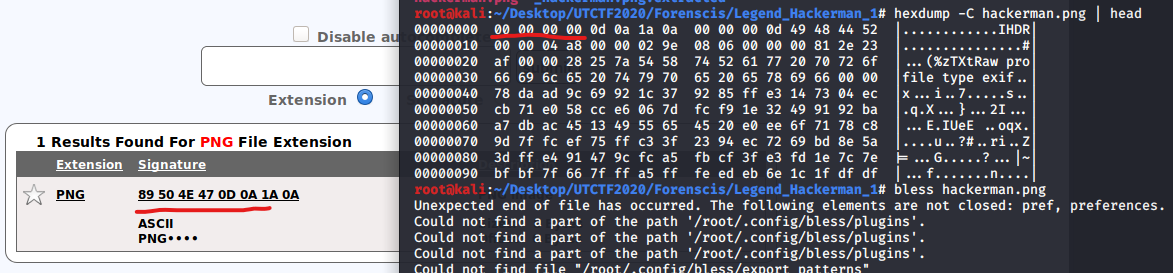 Disable au
Extension
1 Results Found For PNG File Extension
Extension Signature
PNG 89 50 4E 47 0D 0A 1A 0A
ASCII
PNG••••
root@kali:~/Desktop/UTCTF2020/Forenscis/Legend_Hackerman_1# hexdump -C hackerman.png | head
00000000 00 00 00 00 0d 0a 1a 0a 00 00 00 0d 49 48 44 52 |............IHDR|
00000010 00 00 04 a8 00 00 02 9e 08 06 00 00 00 81 2e 23 |...............#|
00000020 af 00 00 28 25 7a 54 58 74 52 61 77 20 70 72 6f |...(%zTXtRaw pro|
00000030 66 69 6c 65 20 74 79 70 65 20 65 78 69 66 00 00 |file type exif..|
00000040 78 da ad 9c 69 92 1c 37 92 85 ff e3 14 73 04 ec |x...i..7.....s..|
00000050 cb 71 e0 58 cc e6 06 7d fc f9 1e 32 49 91 92 ba |.q.X...}...2I...|
00000060 a7 db ac 45 13 49 55 65 45 20 e0 ee 6f 71 78 c8 |...E.IUeE ..oqx.|
00000070 9d 7f fc ef 75 ff c3 3f 23 94 ec 72 69 bd 8e 5a |....u..?#..ri..Z|
00000080 3d ff e4 91 47 9c fc a5 fb cf 3f e3 fd 1e 7c 7e |=...G.....?...|~|
00000090 bf bf 7f 66 7f ff a5 ff fe ed eb 6e 1c 1f df df |...f.......n....|
root@kali:~/Desktop/UTCTF2020/Forenscis/Legend_Hackerman_1# bless hackerman.png
Unexpected end of file has occurred. The following elements are not closed: pref, preferences.
Could not find a part of the path '/root/.config/bless/plugins'.
Could not find a part of the path '/root/.config/bless/plugins'.
Could not find a part of the path '/root/.config/bless/plugins'.
Could not find file "/root/.config/bless/export_patterns"